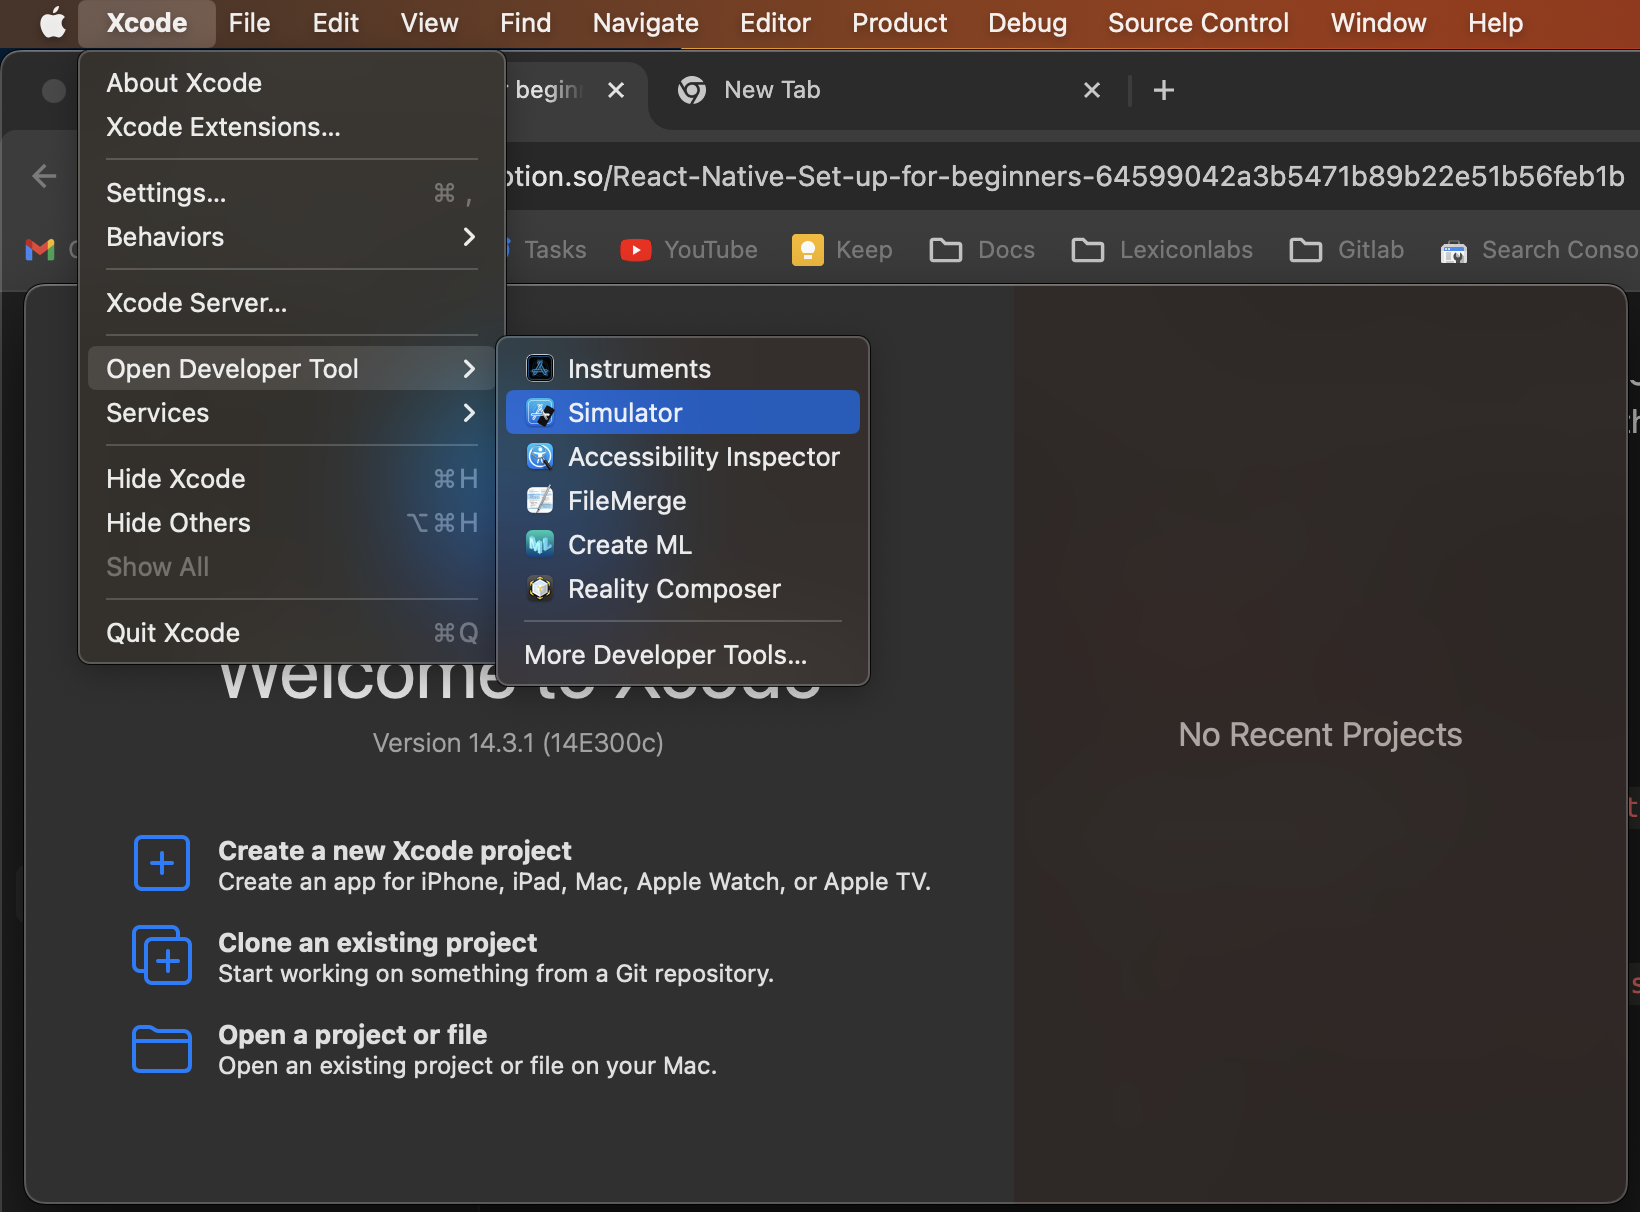 Xcode File Edit View Find Navigate Editor Product Debug Source Control Window Help
New Tab
/React-Native-Set-up-for-beginners-64599042a3b5471b89b22e51b56feb1b
Tasks YouTube Keep Docs Lexiconlabs Gitlab Search Conso
About Xcode
Xcode Extensions...
Settings... ⌘ ,
Behaviors
Xcode Server...
Open Developer Tool
Services
Hide Xcode ⌘H
Hide Others ⌥⌘H
Show All
Quit Xcode ⌘Q
Instruments
Simulator
Accessibility Inspector
FileMerge
Create ML
Reality Composer
More Developer Tools...
Welcome to Xcode
Version 14.3.1 (14E300c)
Create a new Xcode project
Create an app for iPhone, iPad, Mac, Apple Watch, or Apple TV.
Clone an existing project
Start working on something from a Git repository.
Open a project or file
Open an existing project or file on your Mac.
No Recent Projects